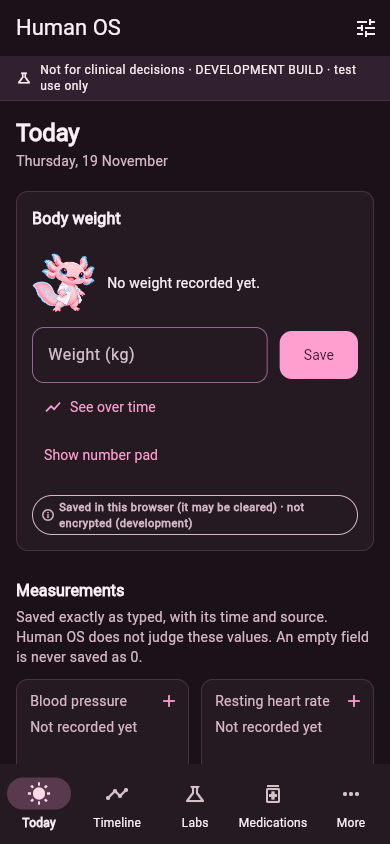 Human OS
Not for clinical decisions · DEVELOPMENT BUILD · test
use only
Today
Thursday, 19 November
Body weight
No weight recorded yet.
Weight (kg)
Save
See over time
Show number pad
Saved in this browser (it may be cleared) · not
encrypted (development)
Measurements
Saved exactly as typed, with its time and source.
Human OS does not judge these values. An empty field
is never saved as 0.
Blood pressure
Resting heart rate
Not recorded yet
Not recorded yet
Today
Timeline
Labs
Medications
More